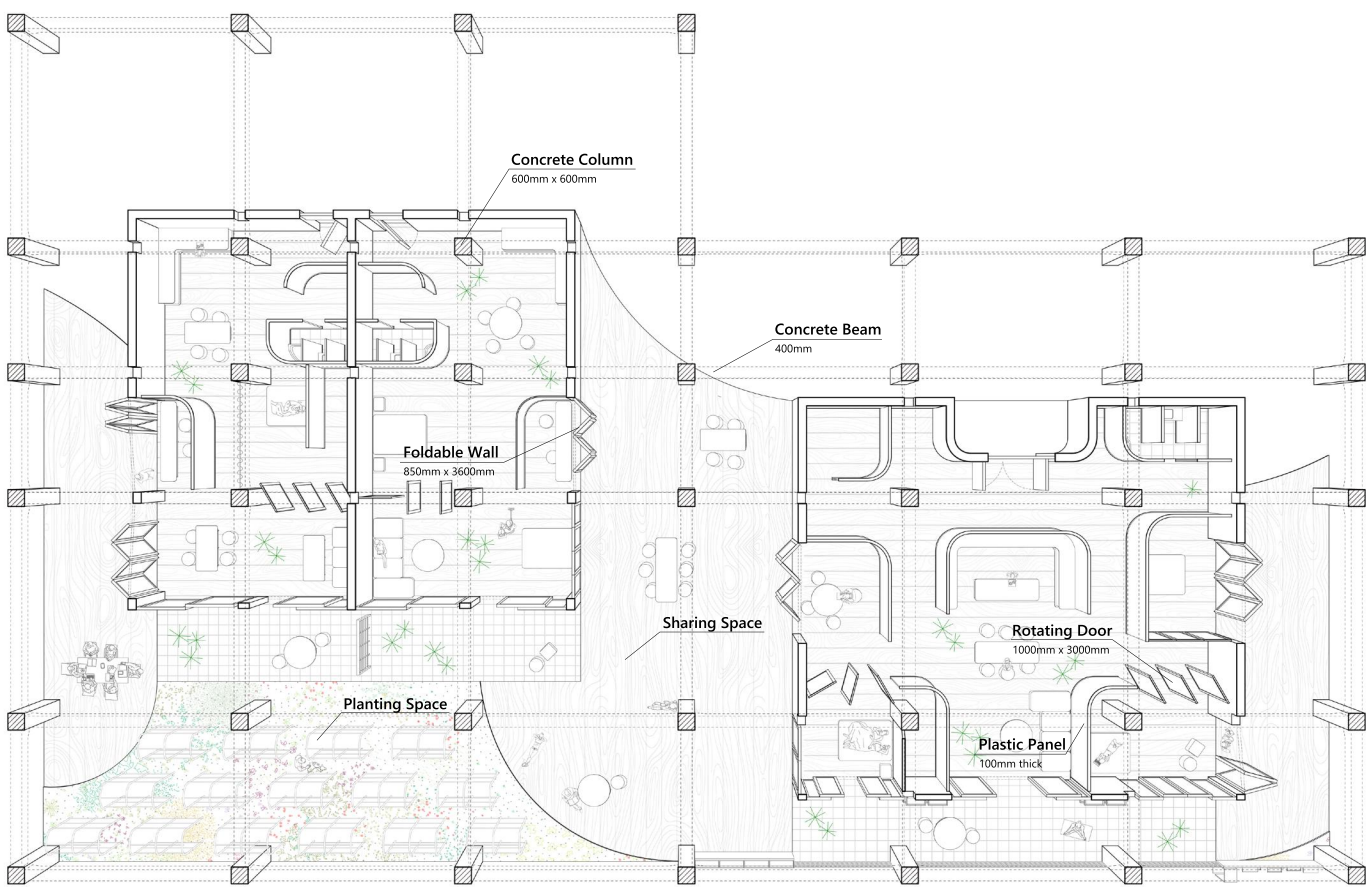 Concrete Column
600mm x 600mm
Concrete Beam
400mm
Foldable Wall
850mm x 3600mm
Sharing Space
Rotating Door
1000mm x 3000mm
Planting Space
Plastic Panel
100mm thick